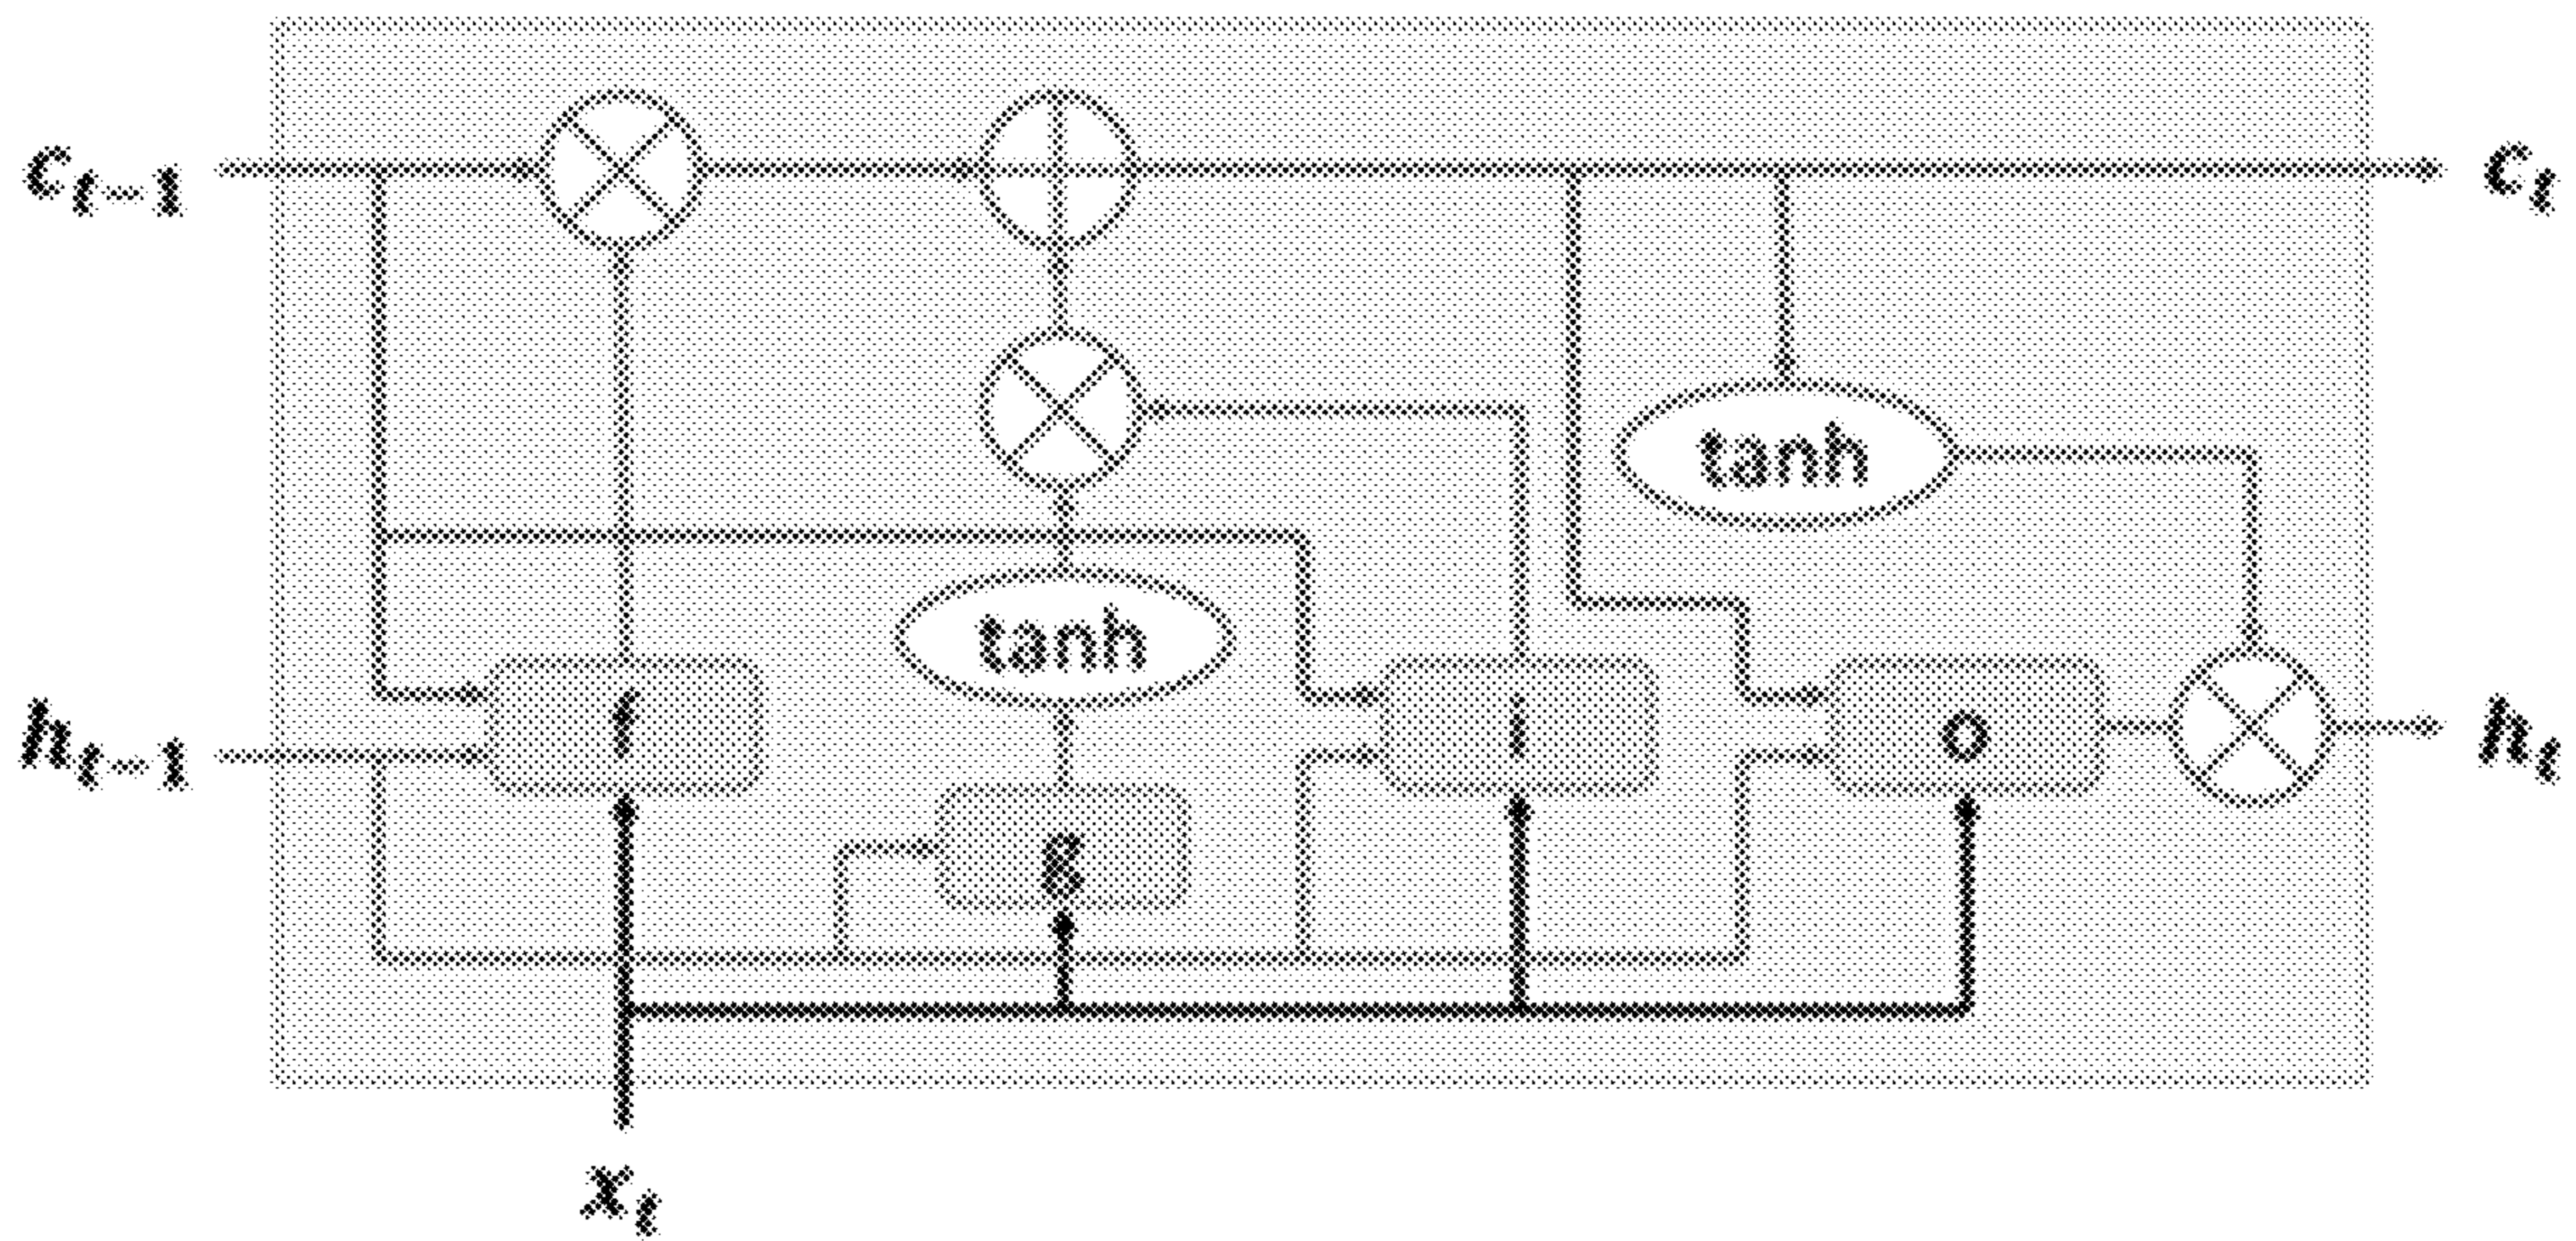 c_{t-1}
c_t
tanh
tanh
h_{t-1}
f
i
o
h_t
g
x_t